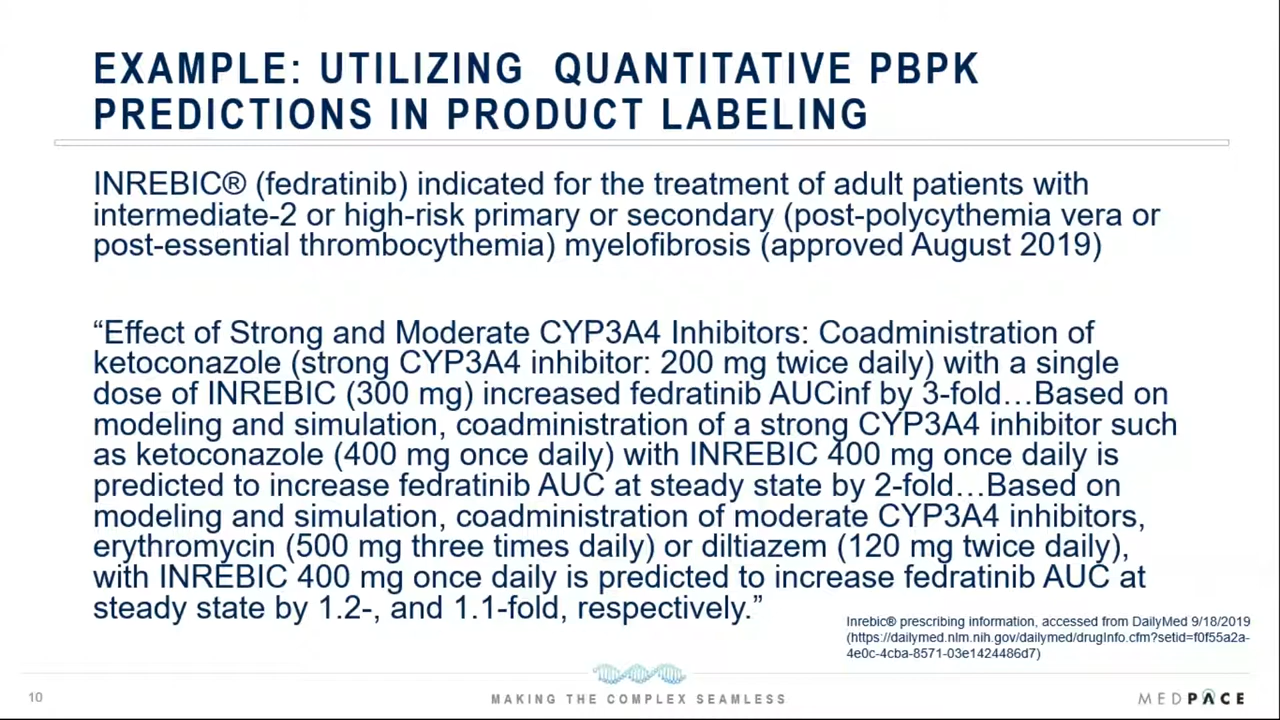 EXAMPLE: UTILIZING QUANTITATIVE PBPK
PREDICTIONS IN PRODUCT LABELING
INREBIC® (fedratinib) indicated for the treatment of adult patients with
intermediate-2 or high-risk primary or secondary (post-polycythemia vera or
post-essential thrombocythemia) myelofibrosis (approved August 2019)
“Effect of Strong and Moderate CYP3A4 Inhibitors: Coadministration of
ketoconazole (strong CYP3A4 inhibitor: 200 mg twice daily) with a single
dose of INREBIC (300 mg) increased fedratinib AUCinf by 3-fold…Based on
modeling and simulation, coadministration of a strong CYP3A4 inhibitor such
as ketoconazole (400 mg once daily) with INREBIC 400 mg once daily is
predicted to increase fedratinib AUC at steady state by 2-fold…Based on
modeling and simulation, coadministration of moderate CYP3A4 inhibitors,
erythromycin (500 mg three times daily) or diltiazem (120 mg twice daily),
with INREBIC 400 mg once daily is predicted to increase fedratinib AUC at
steady state by 1.2-, and 1.1-fold, respectively.”
Inrebic® prescribing information, accessed from DailyMed 9/18/2019
(https://dailymed.nlm.nih.gov/dailymed/drugInfo.cfm?setid=f0f55a2a-
4e0c-4cba-8571-03e1424486d7)
10
MAKING THE COMPLEX SEAMLESS
MEDPACE